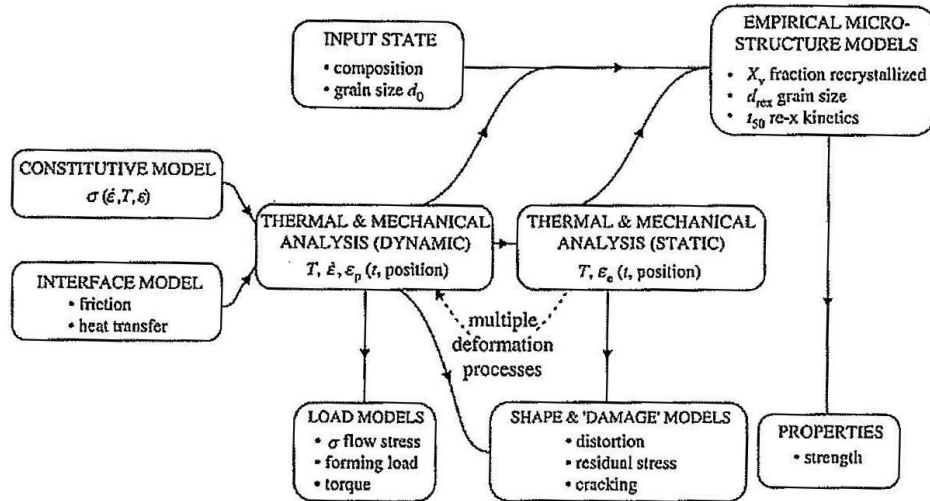 INPUT STATE
• composition
• grain size d₀
EMPIRICAL MICRO-
STRUCTURE MODELS
• Xᵥ fraction recrystallized
• d_rex grain size
• t₅₀ re-x kinetics
CONSTITUTIVE MODEL
σ (ε̇, T, ε)
INTERFACE MODEL
• friction
• heat transfer
THERMAL & MECHANICAL
ANALYSIS (DYNAMIC)
T, ε̇, εₚ (t, position)
THERMAL & MECHANICAL
ANALYSIS (STATIC)
T, εₑ (t, position)
multiple
deformation
processes
LOAD MODELS
• σ flow stress
• forming load
• torque
SHAPE & 'DAMAGE' MODELS
• distortion
• residual stress
• cracking
PROPERTIES
• strength